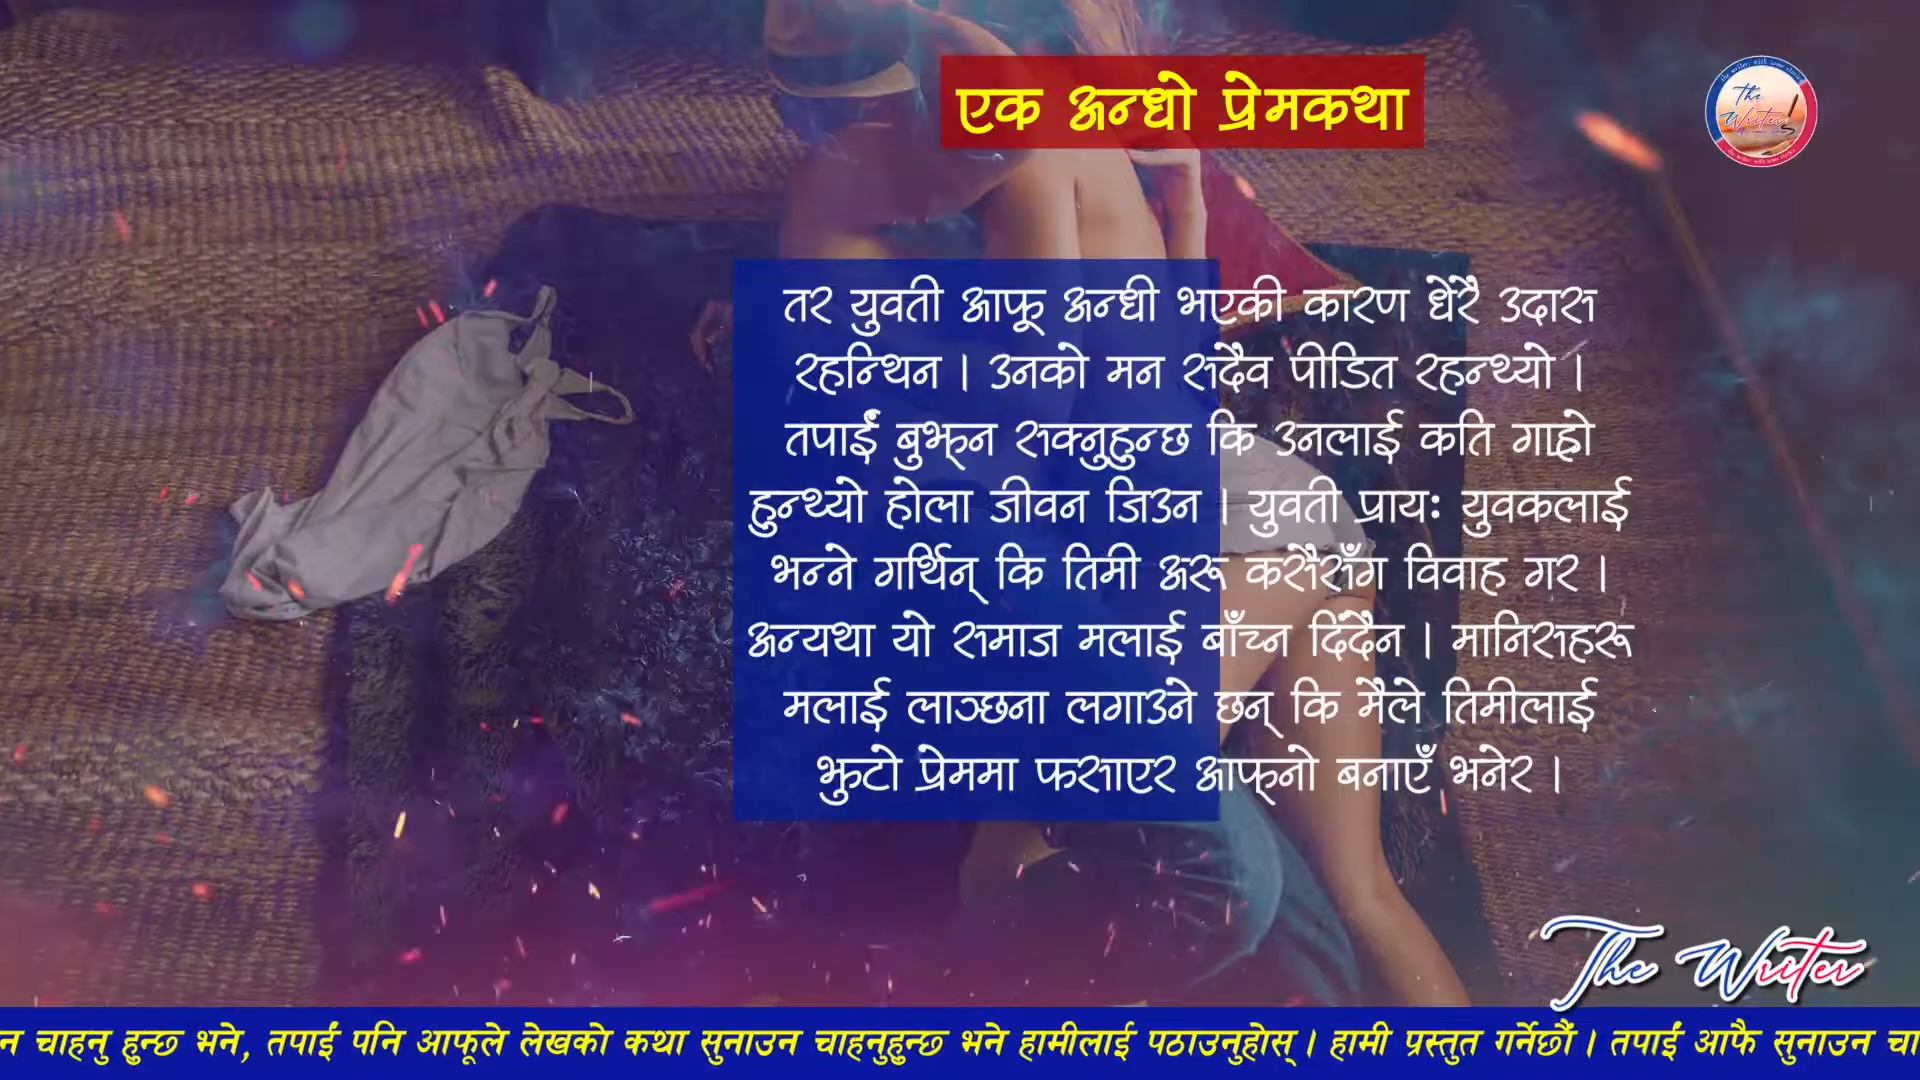 एक अन्धो प्रेमकथा
तर युवती आफू अन्धी भएकी कारण धेरै उदास
रहन्थिन । उनको मन सदैव पीडित रहन्थ्यो ।
तपाईं बुझ्न सक्नुहुन्छ कि उनलाई कति गाह्रो
हुन्थ्यो होला जीवन जिउन । युवती प्रायः युवकलाई
भन्ने गर्थिन् कि तिमी अरू कसैसँग विवाह गर ।
अन्यथा यो समाज मलाई बाँच्न दिँदैन । मानिसहरू
मलाई लाञ्छना लगाउने छन् कि मैले तिमीलाई
झुटो प्रेममा फसाएर आफ्नो बनाएँ भनेर ।
The Writer
The Writer
न चाहनु हुन्छ भने, तपाईं पनि आफूले लेखको कथा सुनाउन चाहनुहुन्छ भने हामीलाई पठाउनुहोस् । हामी प्रस्तुत गर्नेछौं । तपाईं आफै सुनाउन चा